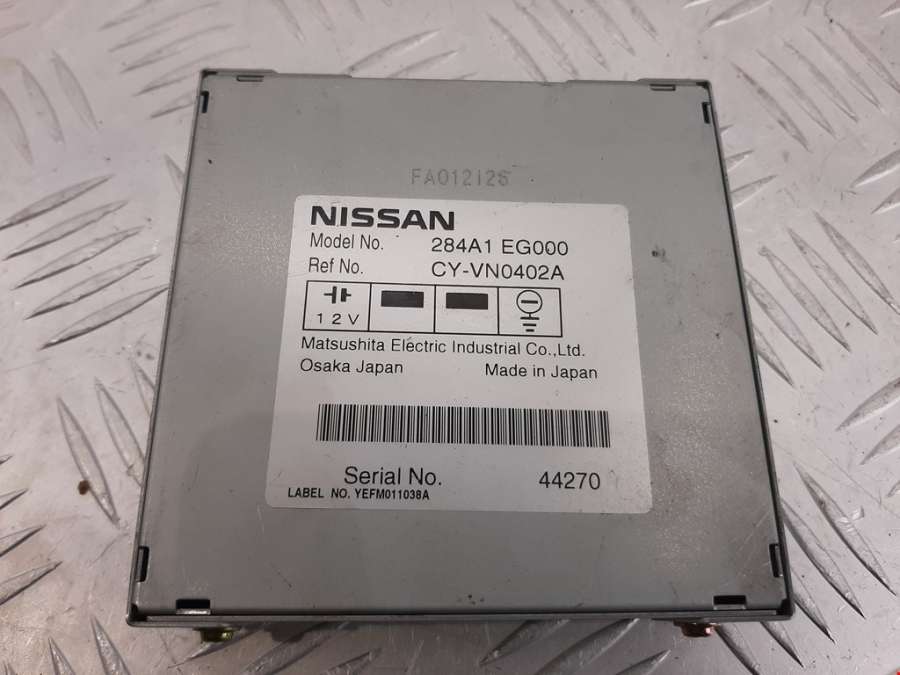 FA012126
NISSAN
Model No. 284A1 EG000
Ref No. CY-VN0402A
12V
Matsushita Electric Industrial Co.,Ltd.
Osaka Japan Made in Japan
Serial No. 44270
LABEL NO. YEFM011038A